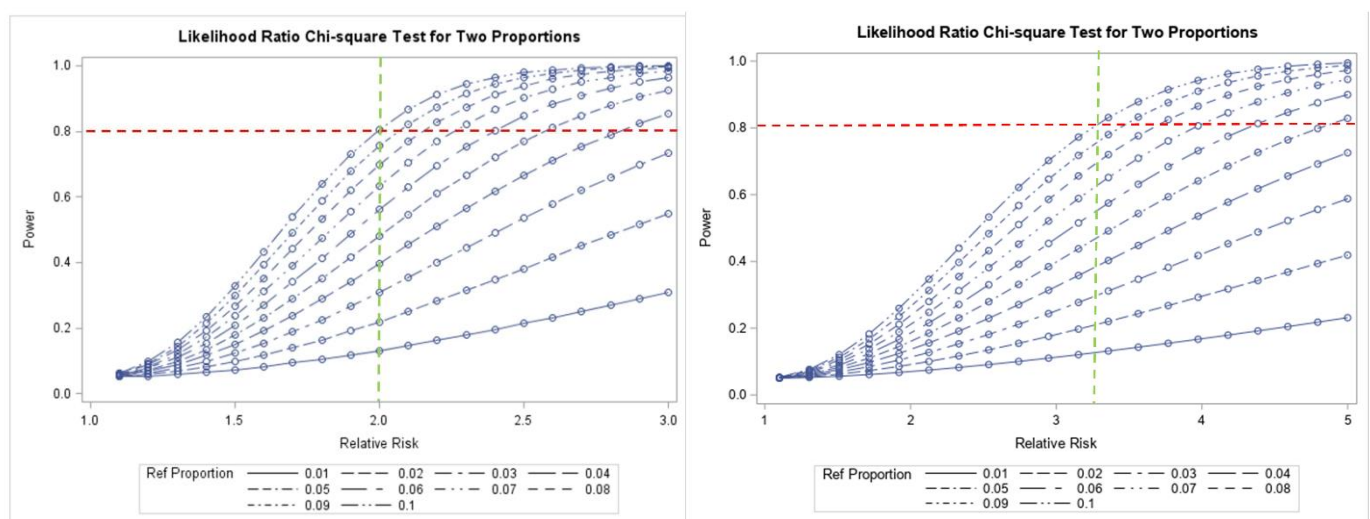 Likelihood Ratio Chi-square Test for Two Proportions
1.0
0.8
0.6
0.4
0.2
0.0
Power
1.0 1.5 2.0 2.5 3.0
Relative Risk
Ref Proportion 0.01 0.02 0.03 0.04
0.05 0.06 0.07 0.08
0.09 0.1
Likelihood Ratio Chi-square Test for Two Proportions
1.0
0.8
0.6
0.4
0.2
0.0
Power
1 2 3 4 5
Relative Risk
Ref Proportion 0.01 0.02 0.03 0.04
0.05 0.06 0.07 0.08
0.09 0.1